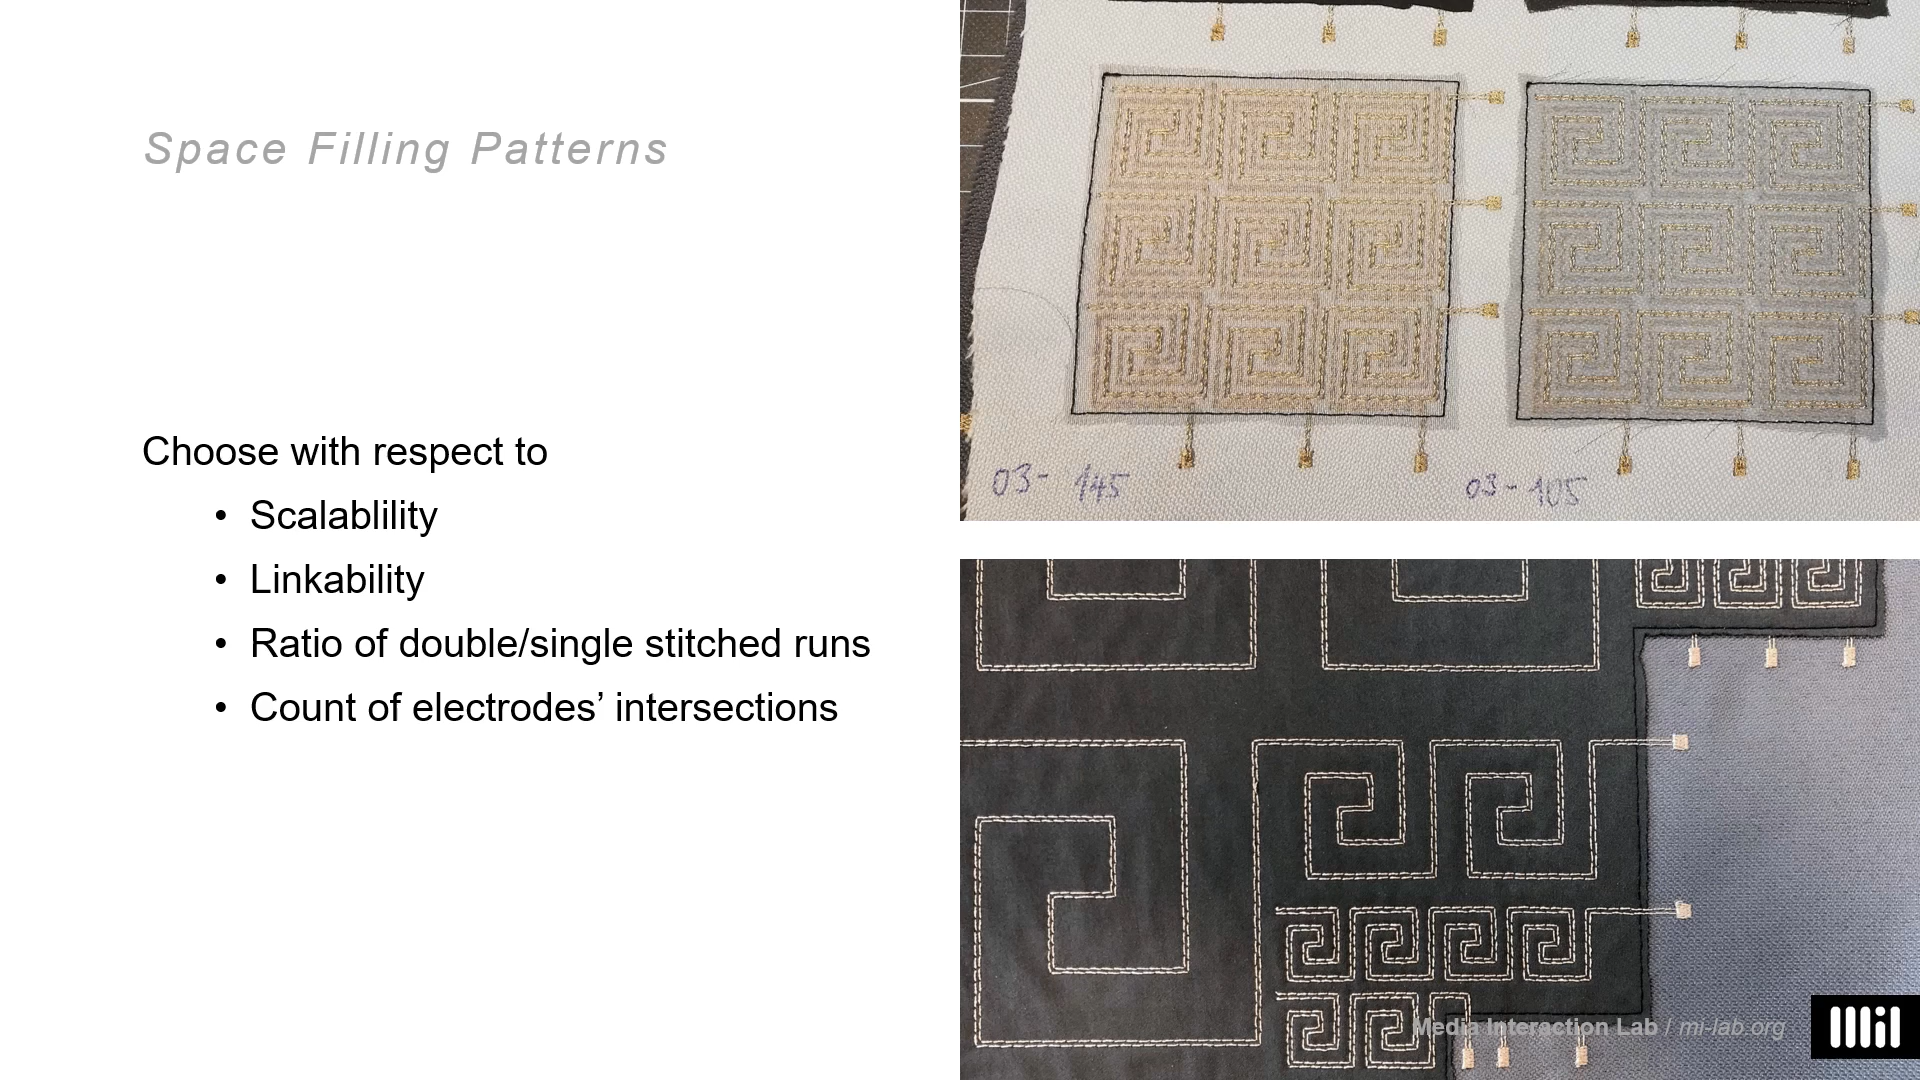 Space Filling Patterns
Choose with respect to
• Scalablility
• Linkability
• Ratio of double/single stitched runs
• Count of electrodes’ intersections
03- 145
03-105
Media Interaction Lab / mi-lab.org